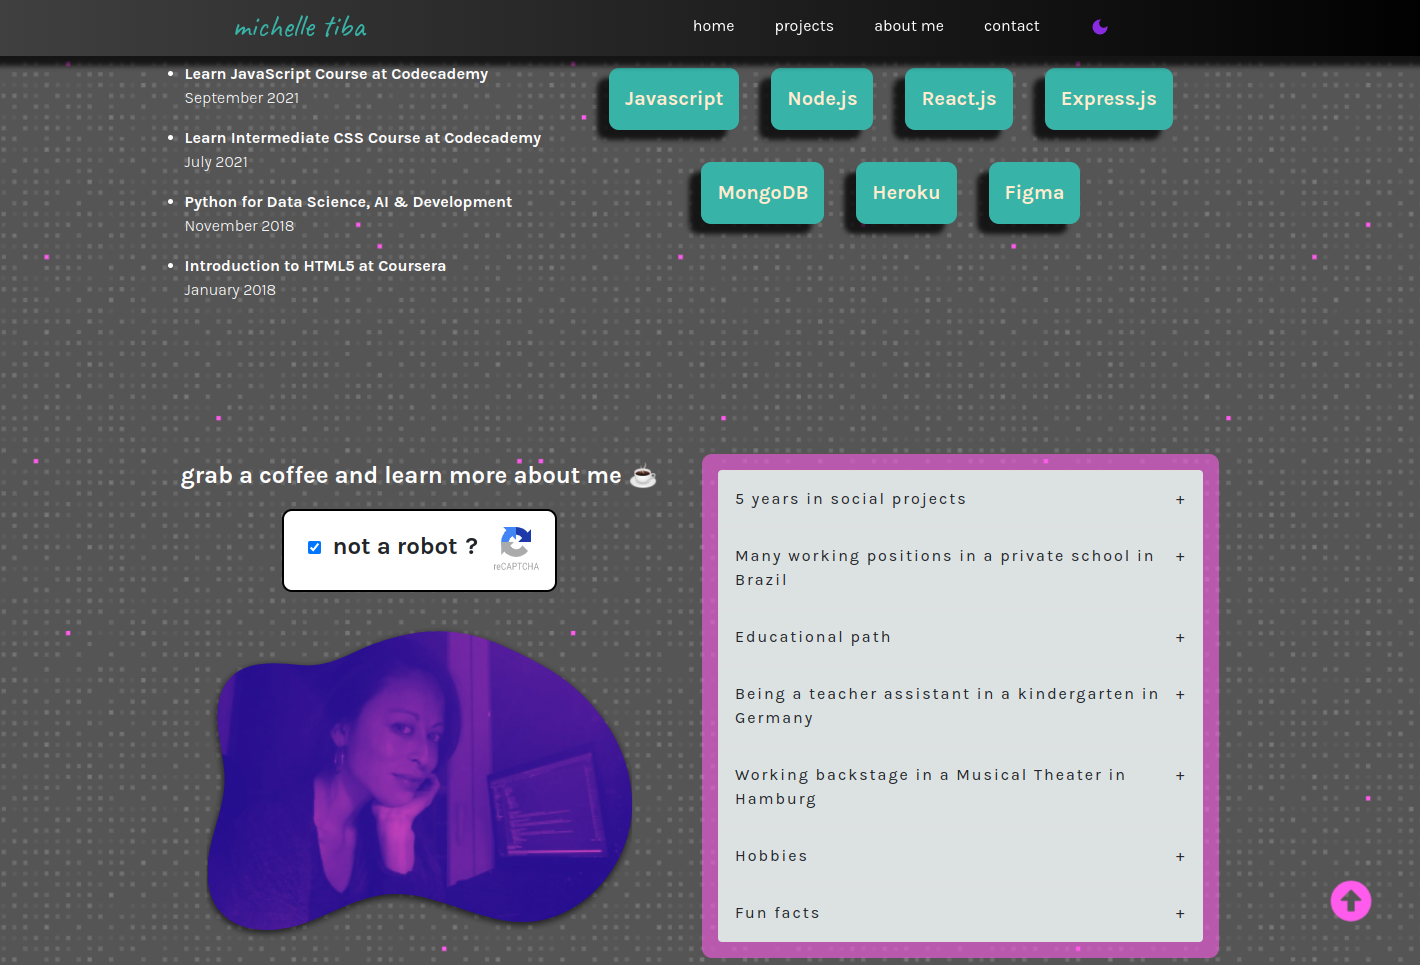 michelle tiba
home projects about me contact
Learn JavaScript Course at Codecademy
September 2021
Learn Intermediate CSS Course at Codecademy
July 2021
Python for Data Science, AI & Development
November 2018
Introduction to HTML5 at Coursera
January 2018
Javascript Node.js React.js Express.js
MongoDB Heroku Figma
grab a coffee and learn more about me ☕
not a robot ?
reCAPTCHA
5 years in social projects +
Many working positions in a private school in +
Brazil
Educational path +
Being a teacher assistant in a kindergarten in +
Germany
Working backstage in a Musical Theater in +
Hamburg
Hobbies +
Fun facts +